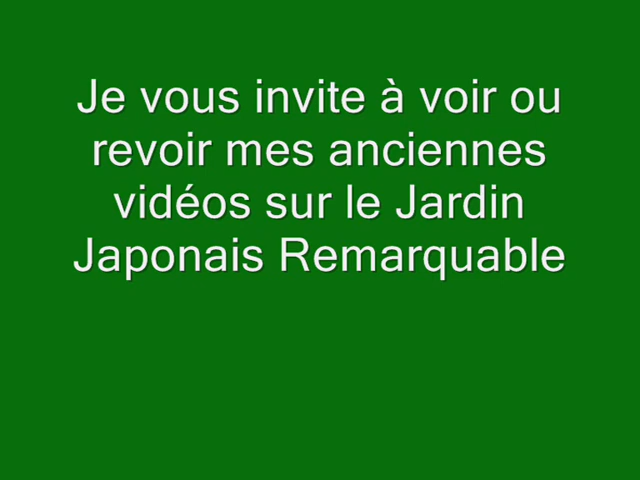 Je vous invite à voir ou
revoir mes anciennes
vidéos sur le Jardin
Japonais Remarquable